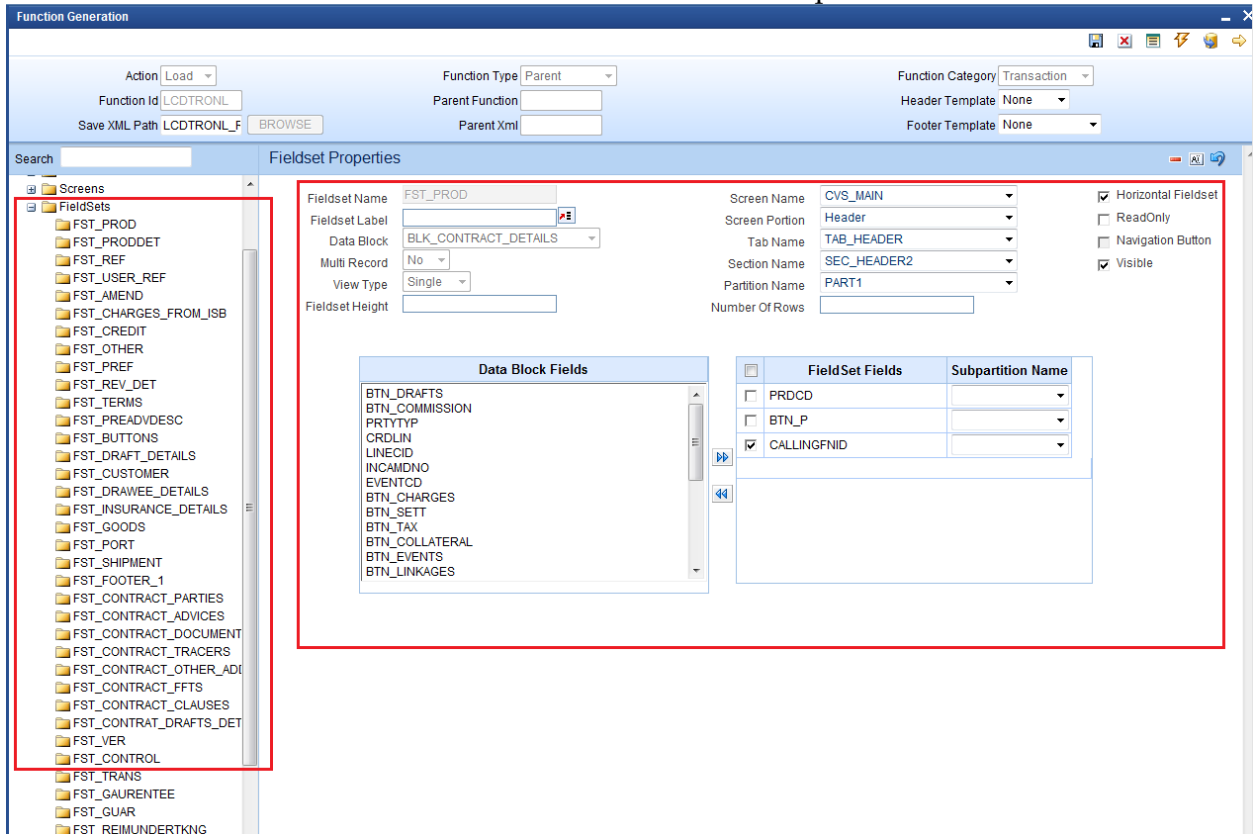 Function Generation
Action Load Function Type Parent Function Category Transaction
Function Id LCDTRONL Parent Function Header Template None
Save XML Path LCDTRONL_F BROWSE Parent Xml Footer Template None
Search Fieldset Properties
Screens
FieldSets
FST_PROD
FST_PRODDET
FST_REF
FST_USER_REF
FST_AMEND
FST_CHARGES_FROM_ISB
FST_CREDIT
FST_OTHER
FST_PREF
FST_REV_DET
FST_TERMS
FST_PREADVDESC
FST_BUTTONS
FST_DRAFT_DETAILS
FST_CUSTOMER
FST_DRAWEE_DETAILS
FST_INSURANCE_DETAILS
FST_GOODS
FST_PORT
FST_SHIPMENT
FST_FOOTER_1
FST_CONTRACT_PARTIES
FST_CONTRACT_ADVICES
FST_CONTRACT_DOCUMENT
FST_CONTRACT_TRACERS
FST_CONTRACT_OTHER_ADD
FST_CONTRACT_FFTS
FST_CONTRACT_CLAUSES
FST_CONTRAT_DRAFTS_DET
FST_VER
FST_CONTROL
FST_TRANS
FST_GAURENTEE
FST_GUAR
FST_REIMUNDERTKNG
Fieldset Name FST_PROD Screen Name CVS_MAIN Horizontal Fieldset
Fieldset Label Screen Portion Header ReadOnly
Data Block BLK_CONTRACT_DETAILS Tab Name TAB_HEADER Navigation Button
Multi Record No Section Name SEC_HEADER2 Visible
View Type Single Partition Name PART1
Fieldset Height Number Of Rows
Data Block Fields
BTN_DRAFTS
BTN_COMMISSION
PRTYTYP
CRDLIN
LINECID
INCAMDNO
EVENTCD
BTN_CHARGES
BTN_SETT
BTN_TAX
BTN_COLLATERAL
BTN_EVENTS
BTN_LINKAGES
FieldSet Fields Subpartition Name
PRDCD
BTN_P
CALLINGFNID